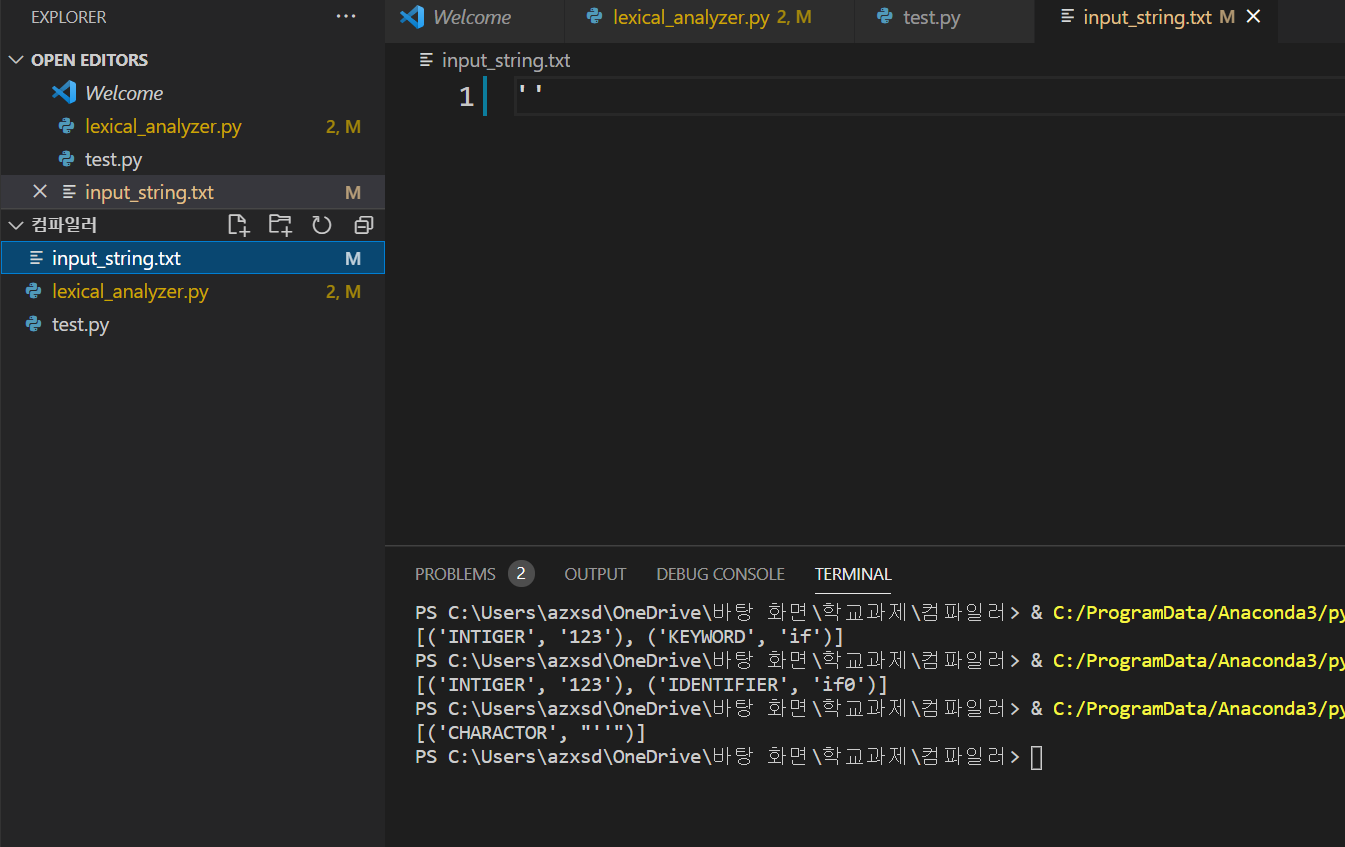 EXPLORER ···
OPEN EDITORS
Welcome
lexical_analyzer.py 2, M
test.py
input_string.txt M
컴파일러
input_string.txt M
lexical_analyzer.py 2, M
test.py
Welcome lexical_analyzer.py 2, M test.py input_string.txt M
input_string.txt
1 ''
PROBLEMS 2 OUTPUT DEBUG CONSOLE TERMINAL
PS C:\Users\azxsd\OneDrive\바탕 화면\학교과제\컴파일러> & C:/ProgramData/Anaconda3/py
[('INTIGER', '123'), ('KEYWORD', 'if')]
PS C:\Users\azxsd\OneDrive\바탕 화면\학교과제\컴파일러> & C:/ProgramData/Anaconda3/py
[('INTIGER', '123'), ('IDENTIFIER', 'if0')]
PS C:\Users\azxsd\OneDrive\바탕 화면\학교과제\컴파일러> & C:/ProgramData/Anaconda3/py
[('CHARACTOR', "''")]
PS C:\Users\azxsd\OneDrive\바탕 화면\학교과제\컴파일러>